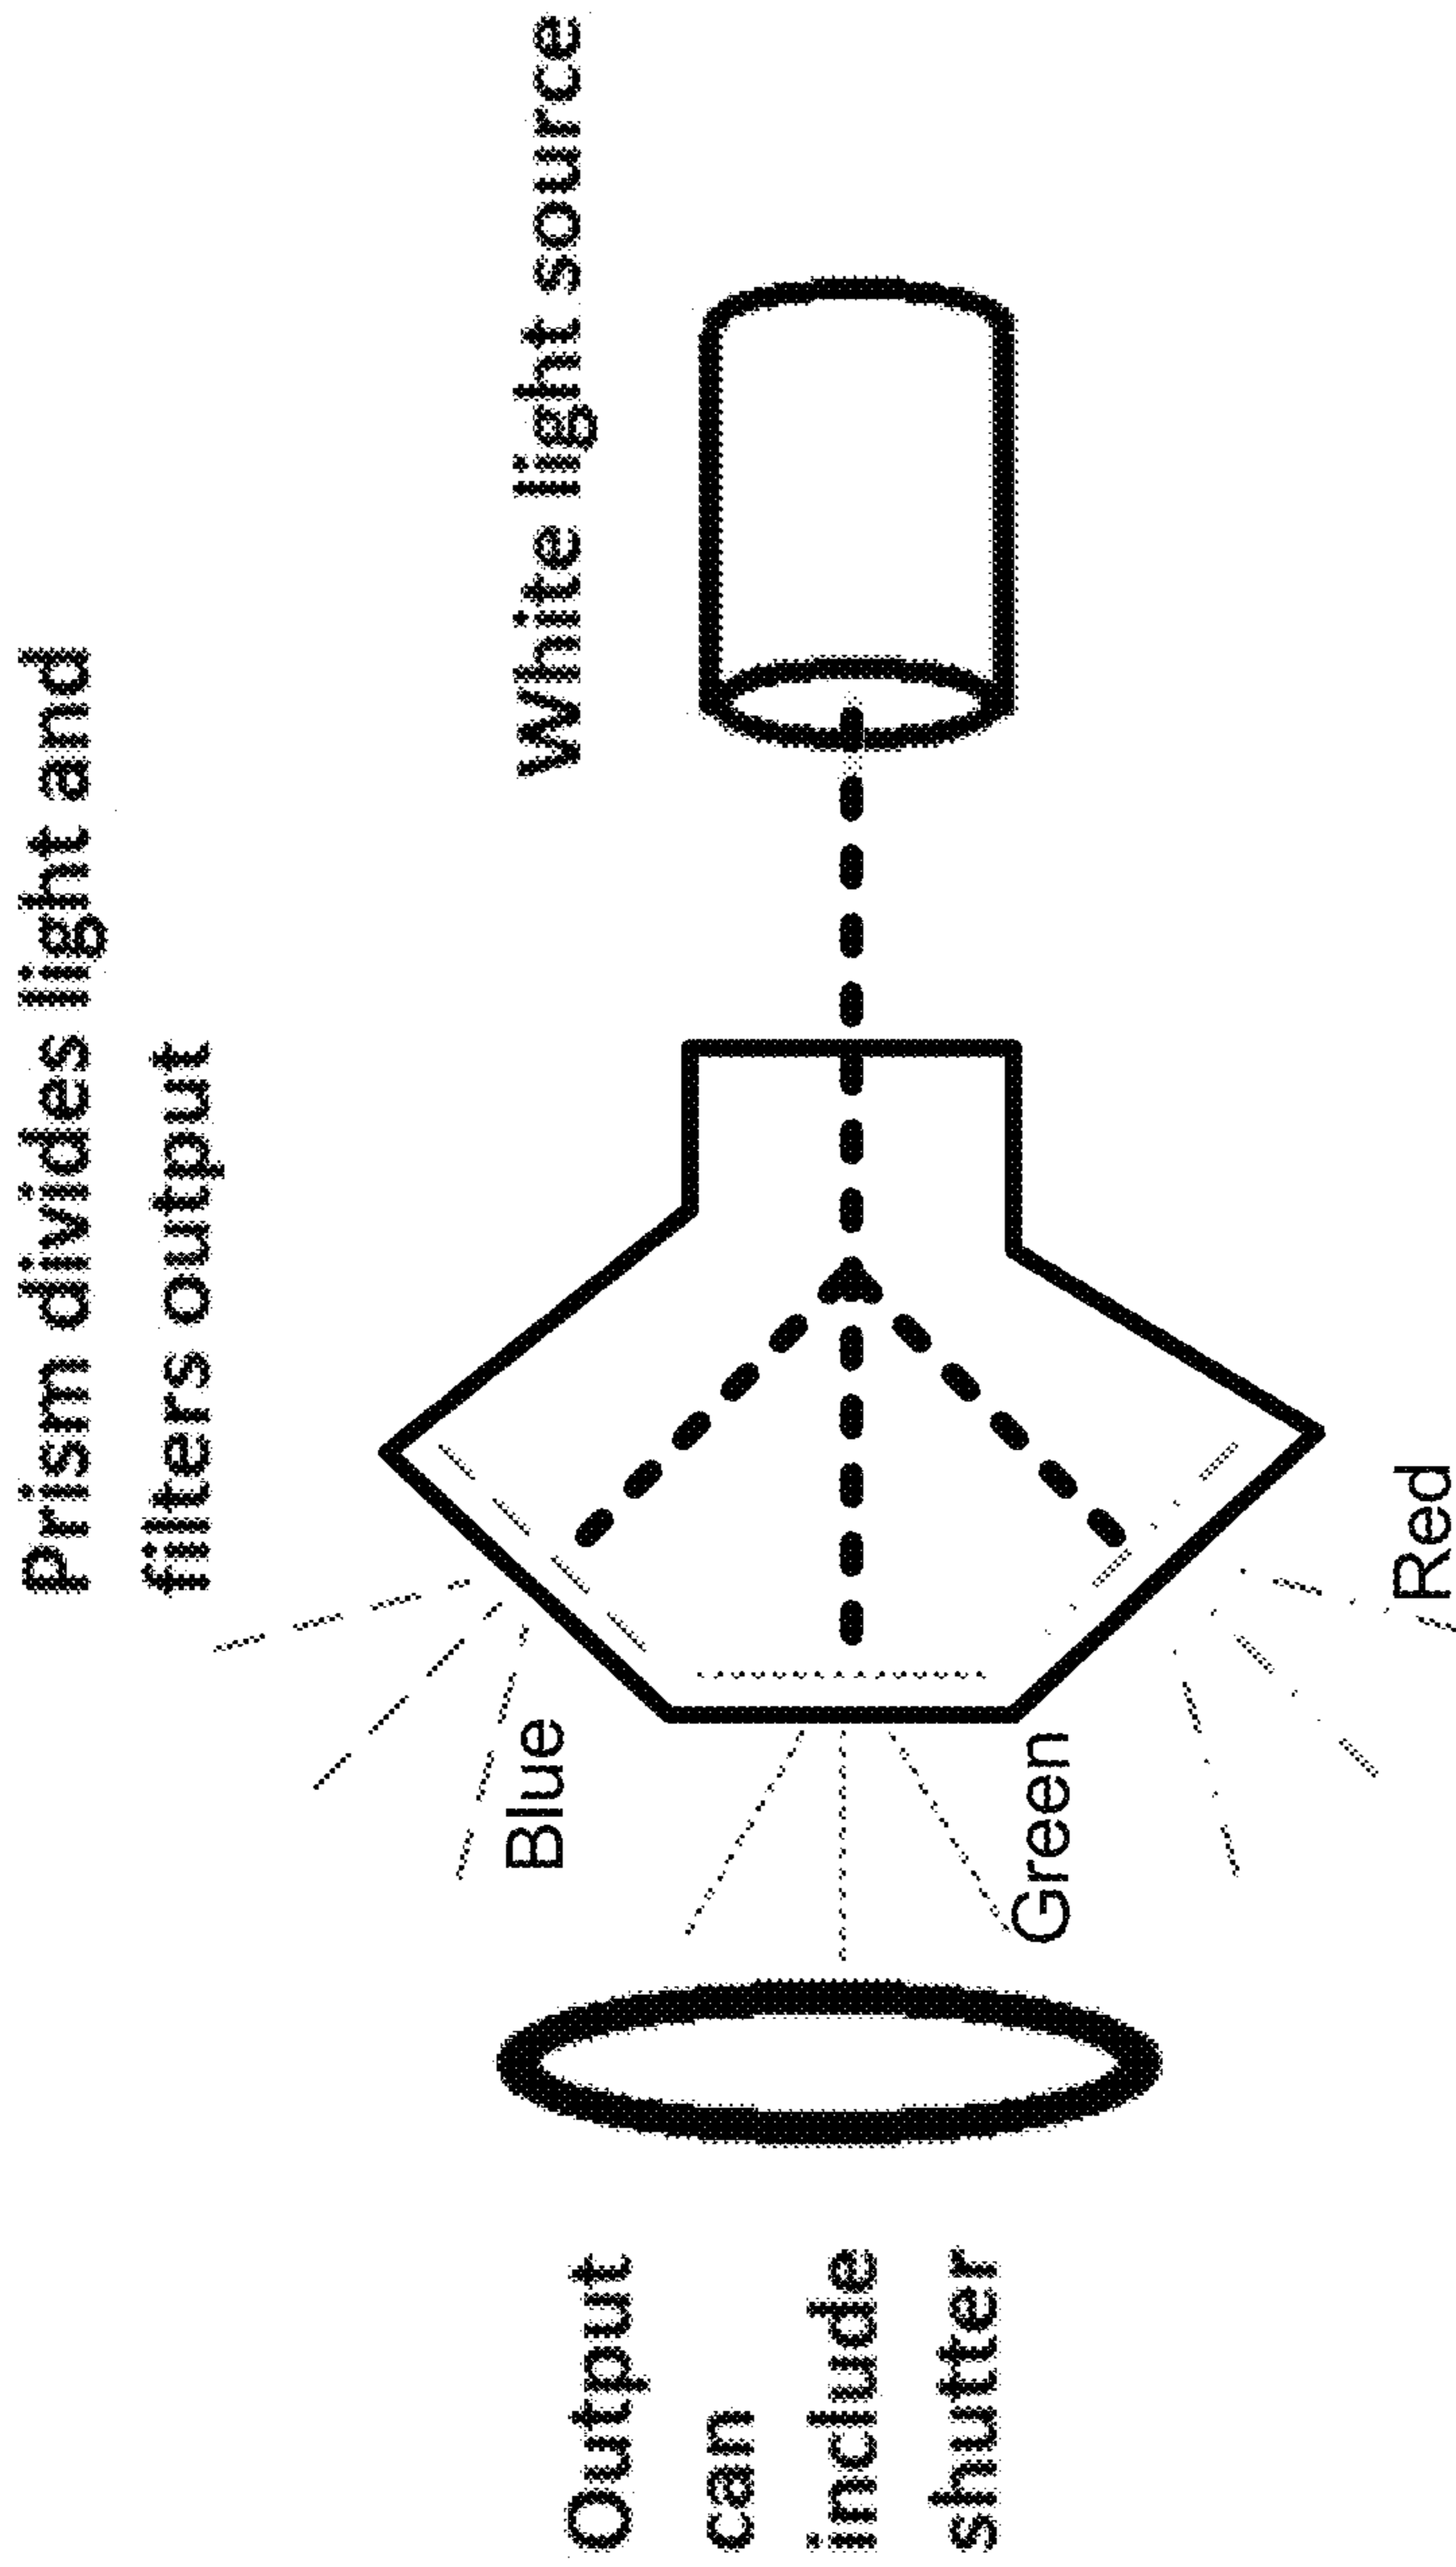 Prism divides light and
filters output
White light source
Blue
Green
Red
Output
can
include
shutter